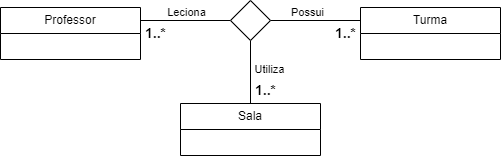 Professor
Leciona
Possui
Turma
1..*
1..*
Utiliza
1..*
Sala